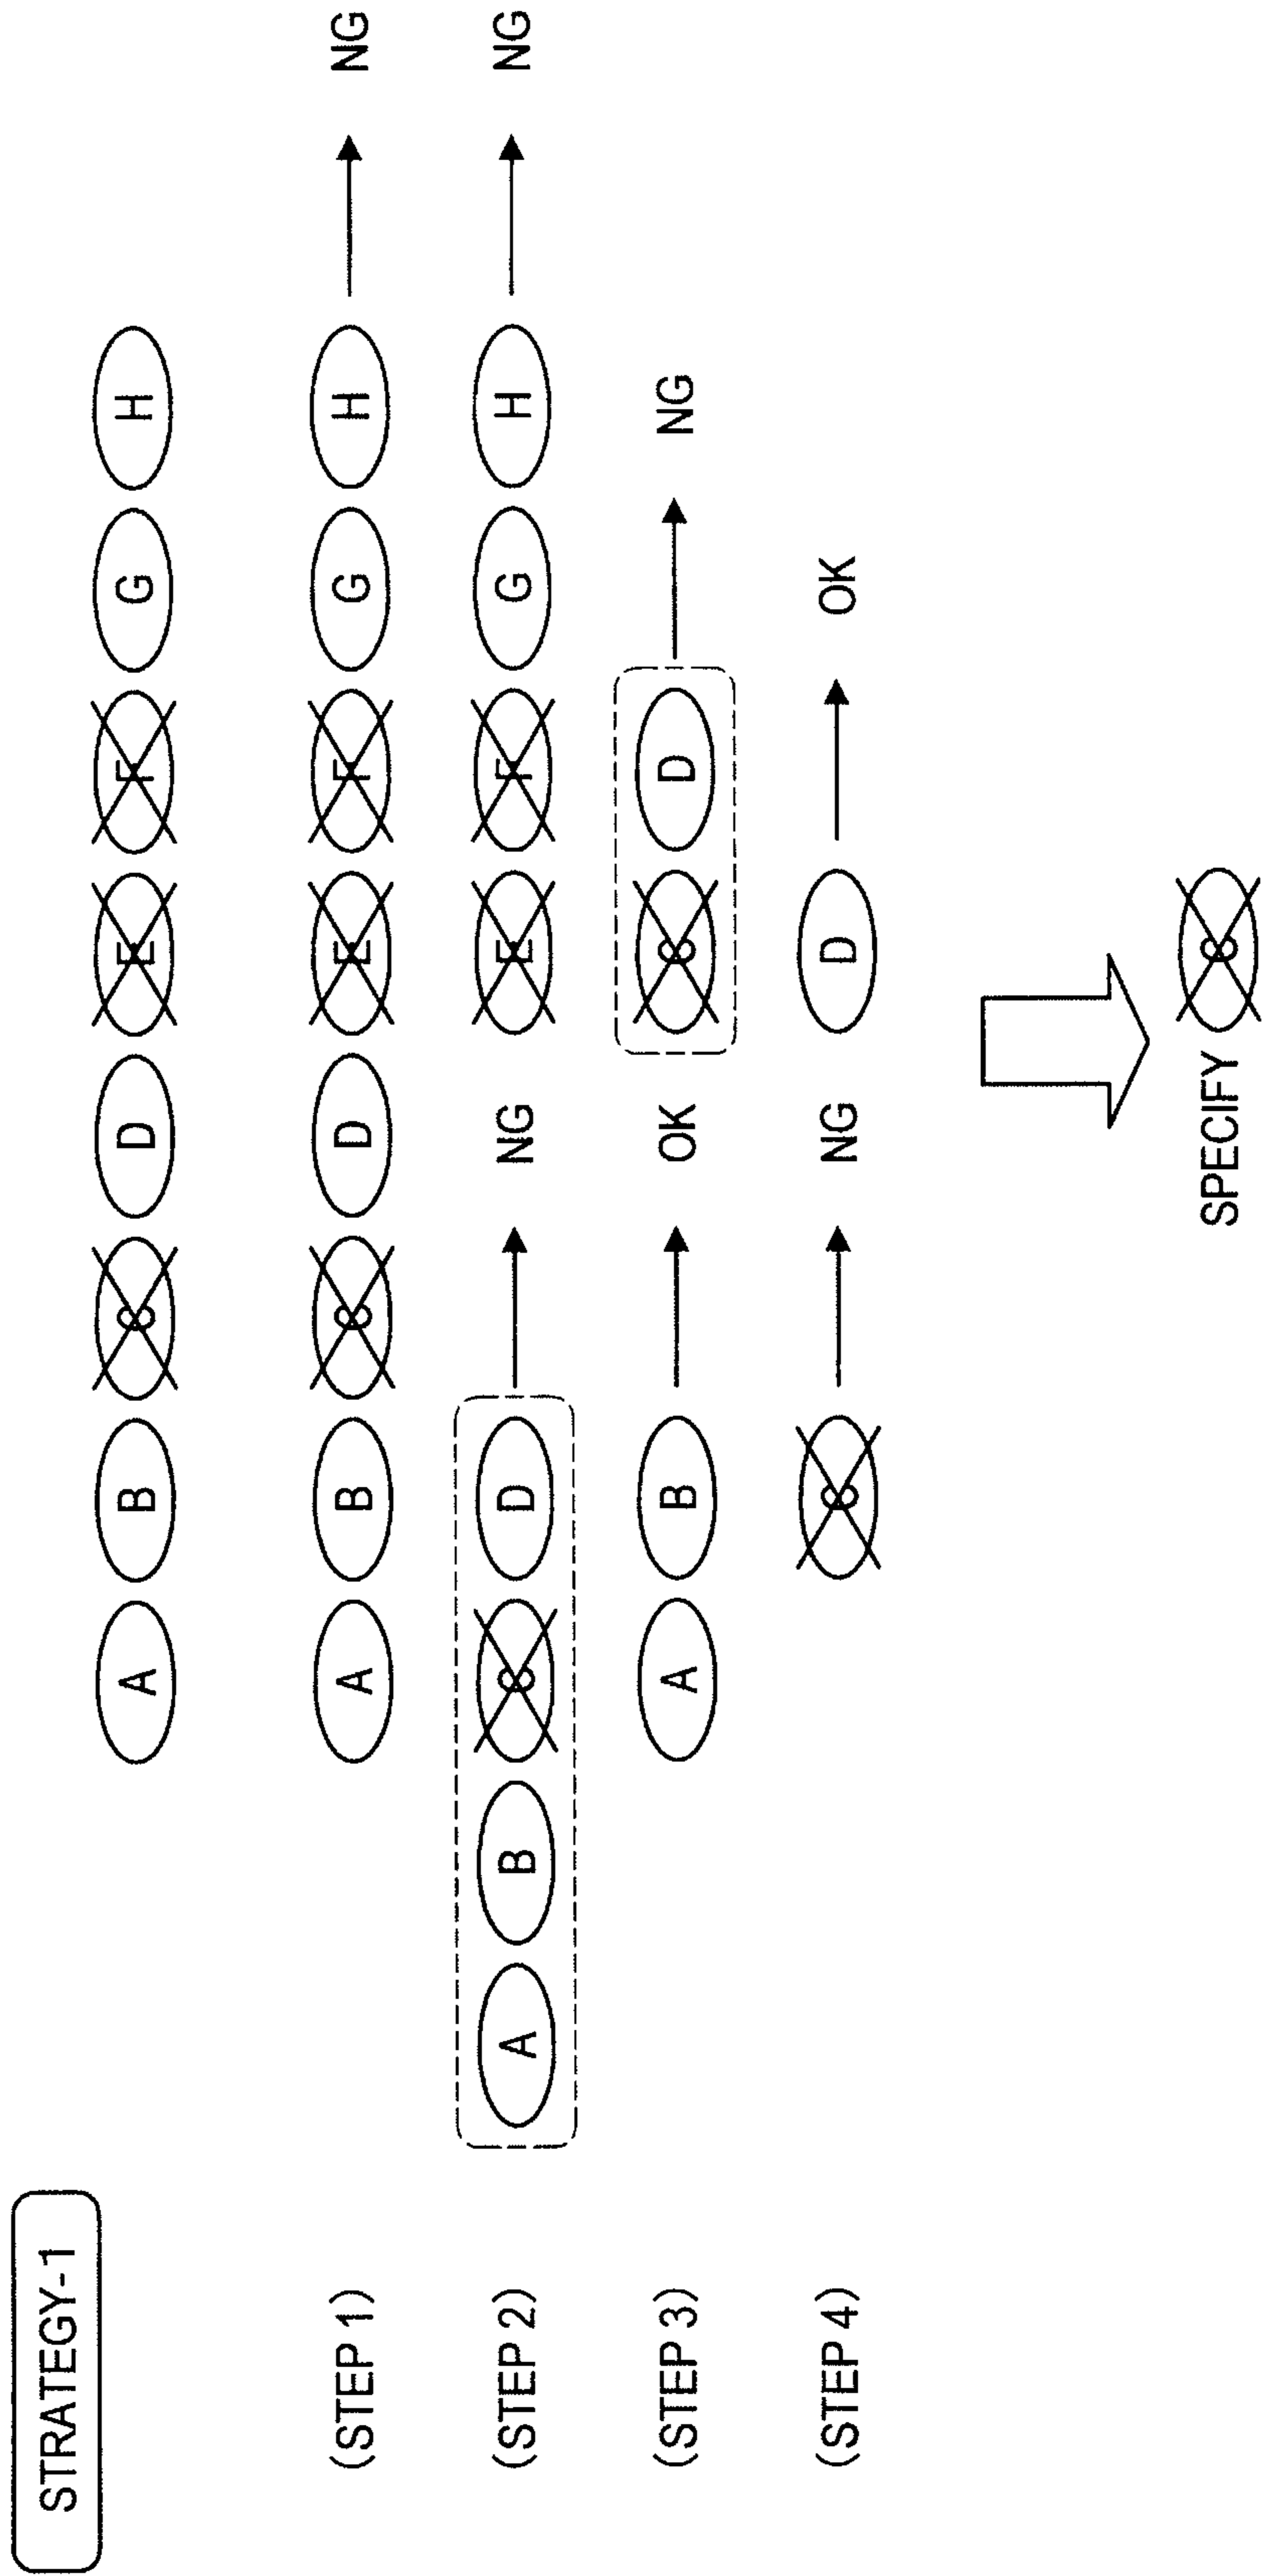 STRATEGY-1
A B C D E F G H
(STEP 1) A B C D E F G H NG
(STEP 2) A B C D NG E F G H NG
(STEP 3) A B OK C D NG
(STEP 4) C NG D OK
SPECIFY C